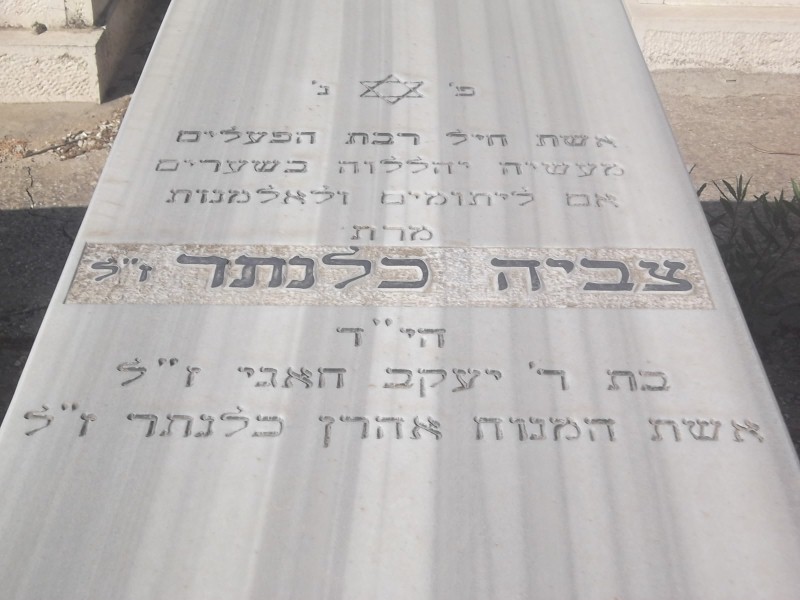 פ' נ'
אשת חיל רבת הפעלים
מעשיה יהללוה בשערים
אם ליתומים ולאלמנות
מרת
צביה כלנתר ז"ל
הי"ד
בת ר' יעקב חאגי ז"ל
אשת המנוח אהרן כלנתר ז"ל